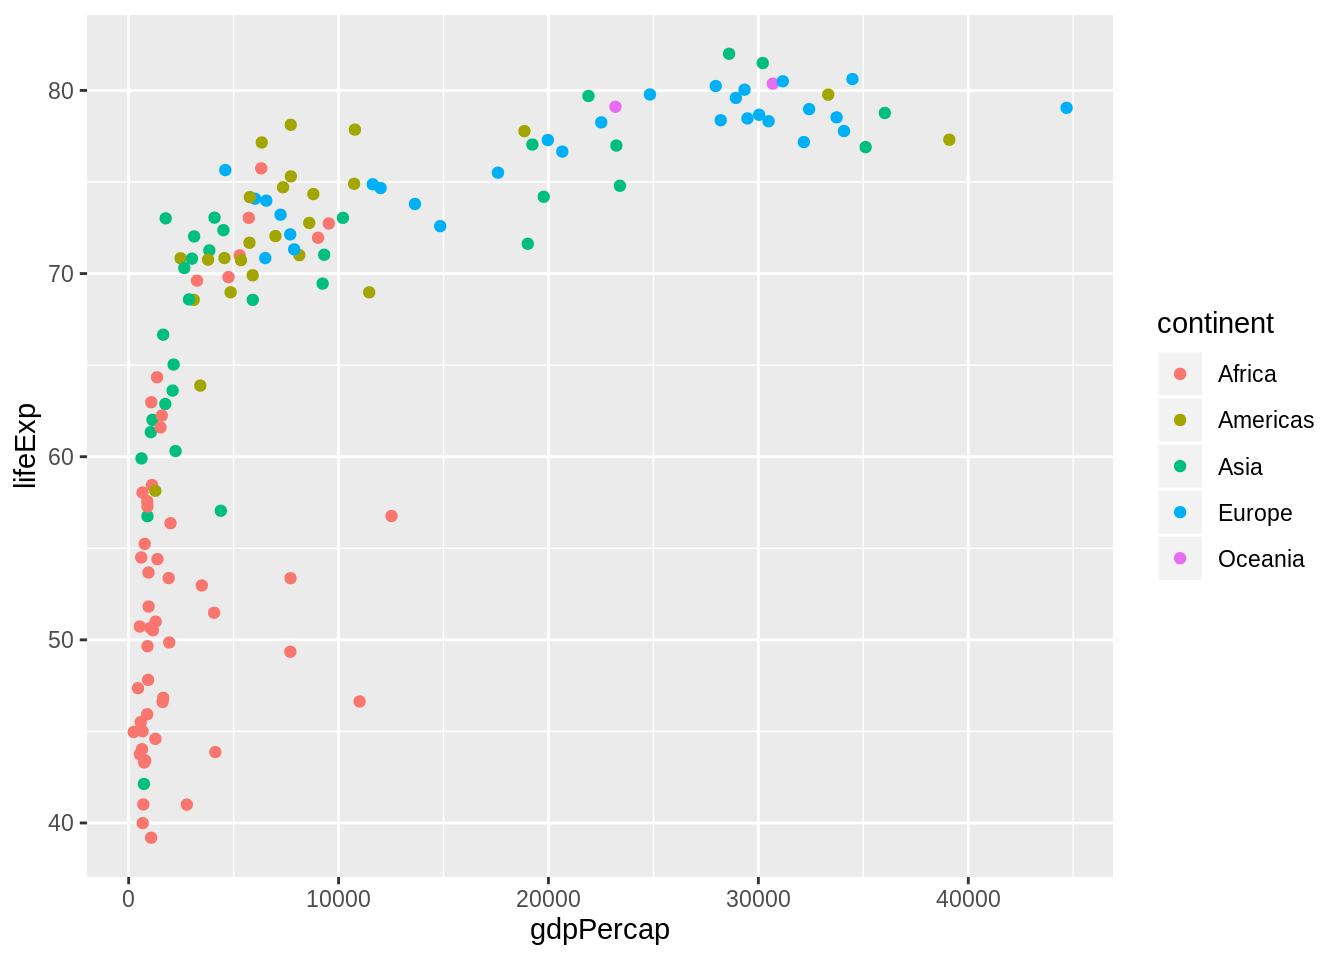 80
70
60
50
40
lifeExp
0
10000
20000
30000
40000
gdpPercap
continent
Africa
Americas
Asia
Europe
Oceania